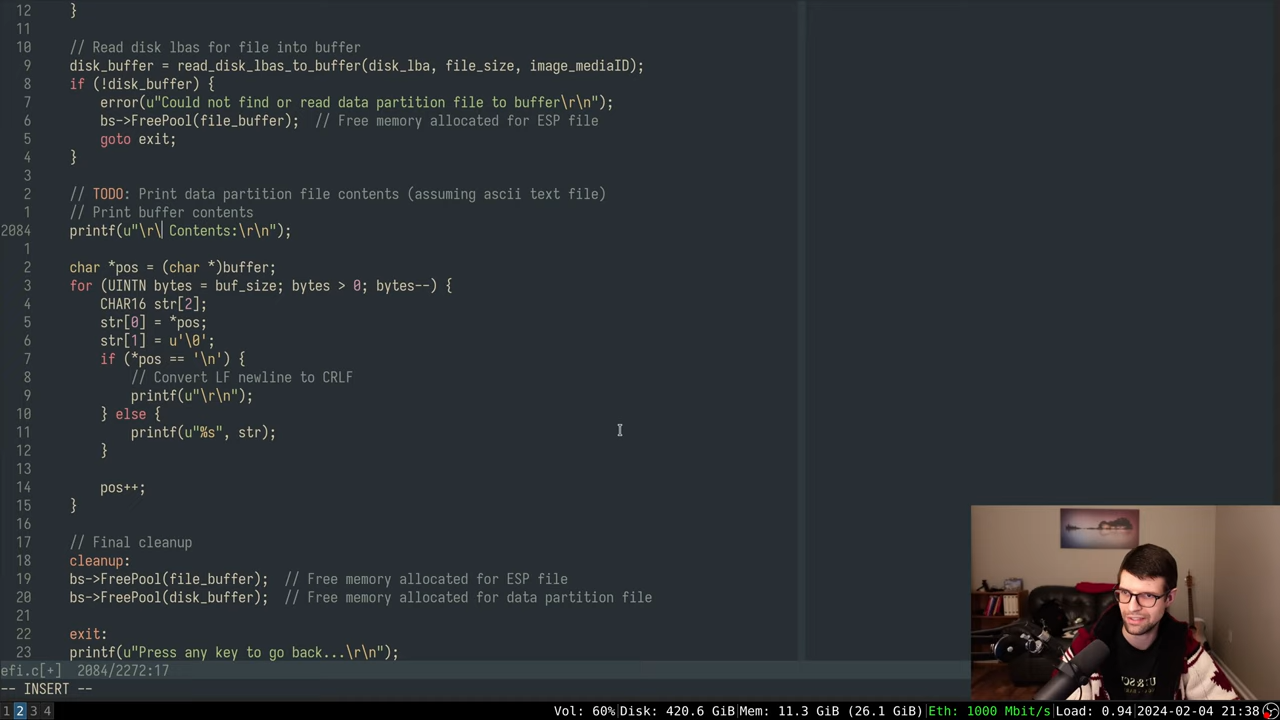 12     }
11
10     // Read disk lbas for file into buffer
9     disk_buffer = read_disk_lbas_to_buffer(disk_lba, file_size, image_mediaID);
8     if (!disk_buffer) {
7         error(u"Could not find or read data partition file to buffer\r\n");
6         bs->FreePool(file_buffer);  // Free memory allocated for ESP file
5         goto exit;
4     }
3
2     // TODO: Print data partition file contents (assuming ascii text file)
1     // Print buffer contents
2084     printf(u"\r\ Contents:\r\n");
1
2     char *pos = (char *)buffer;
3     for (UINTN bytes = buf_size; bytes > 0; bytes--) {
4         CHAR16 str[2];
5         str[0] = *pos;
6         str[1] = u'\0';
7         if (*pos == '\n') {
8             // Convert LF newline to CRLF
9             printf(u"\r\n");
10         } else {
11             printf(u"%s", str);
12         }
13
14         pos++;
15     }
16
17     // Final cleanup
18     cleanup:
19     bs->FreePool(file_buffer);  // Free memory allocated for ESP file
20     bs->FreePool(disk_buffer);  // Free memory allocated for data partition file
21
22     exit:
23     printf(u"Press any key to go back...\r\n");
efi.c[+]  2084/2272:17
-- INSERT --
1 2 3 4 Vol: 60%|Disk: 420.6 GiB|Mem: 11.3 GiB (26.1 GiB)|Eth: 1000 Mbit/s|Load: 0.94|2024-02-04 21:38